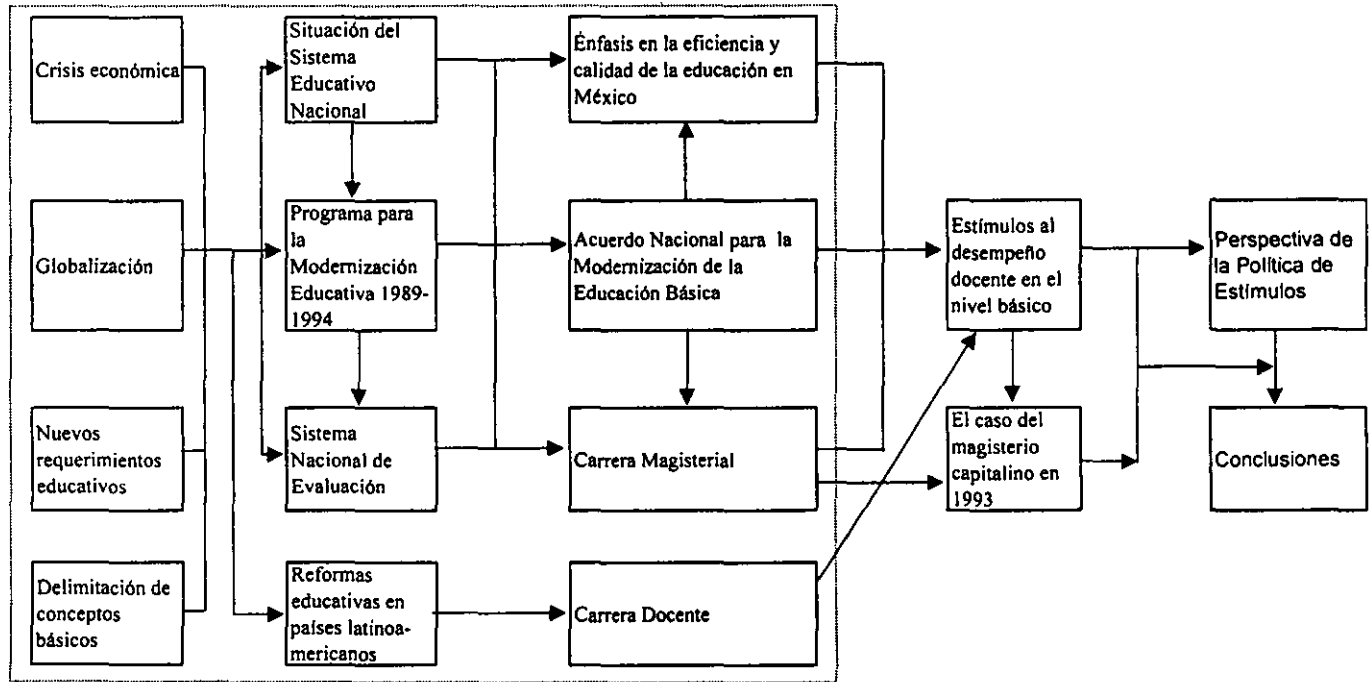 Crisis económica
Situación del
Sistema
Educativo
Nacional
Énfasis en la eficiencia y
calidad de la educación en
México
Globalización
Programa para
la
Modernización
Educativa 1989-
1994
Acuerdo Nacional para la
Modernización de la
Educación Básica
Estímulos al
desempeño
docente en el
nivel básico
Perspectiva de
la Política de
Estímulos
Nuevos
requerimientos
educativos
Sistema
Nacional de
Evaluación
Carrera Magisterial
El caso del
magisterio
capitalino en
1993
Conclusiones
Delimitación de
conceptos
básicos
Reformas
educativas en
países latinoa-
mericanos
Carrera Docente